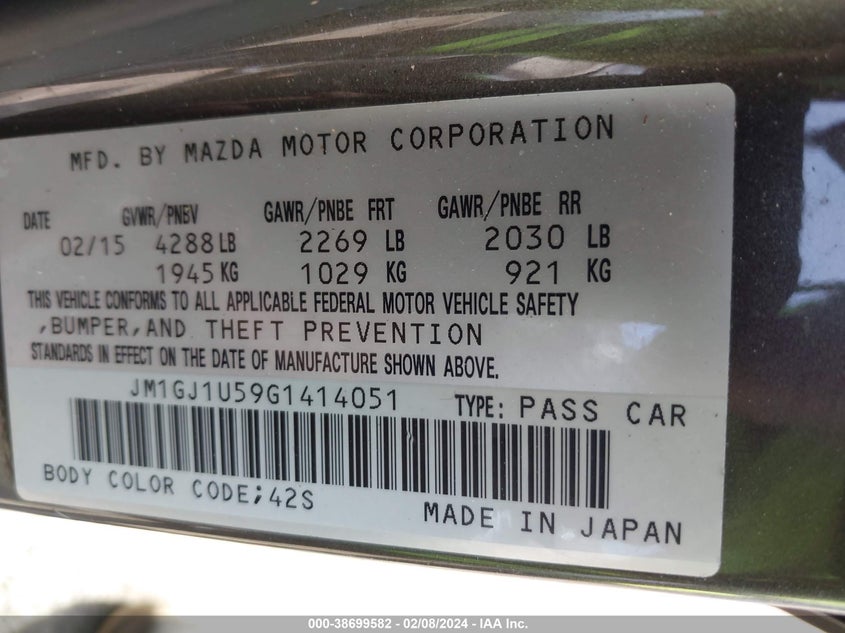 MFD. BY MAZDA MOTOR CORPORATION
DATE GVWR/PNBV GAWR/PNBE FRT GAWR/PNBE RR
02/15 4288 LB 2269 LB 2030 LB
1945 KG 1029 KG 921 KG
THIS VEHICLE CONFORMS TO ALL APPLICABLE FEDERAL MOTOR VEHICLE SAFETY
,BUMPER,AND THEFT PREVENTION
STANDARDS IN EFFECT ON THE DATE OF MANUFACTURE SHOWN ABOVE.
JM1GJ1U59G1414051 TYPE: PASS CAR
BODY COLOR CODE;42S
MADE IN JAPAN
000-38699582 - 02/08/2024 - IAA Inc.